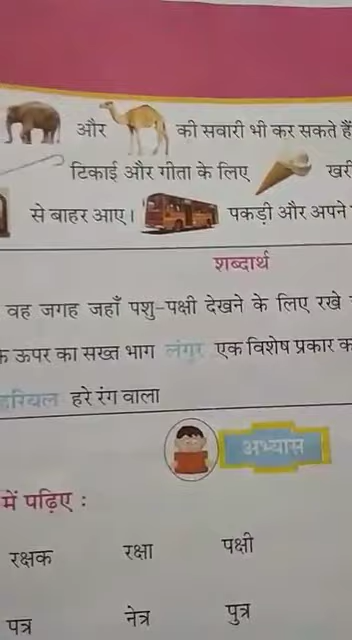 और की सवारी भी कर सकते हैं
टिकाई और गीता के लिए
से बाहर आए। पकड़ी और अपने
शब्दार्थ
वह जगह जहाँ पशु-पक्षी देखने के लिए रखे
ऊपर का सख्त भाग लंगूर एक विशेष प्रकार
हरियल हरे रंग वाला
अभ्यास
में पढ़िए :
रक्षक रक्षा पक्षी
पत्र नेत्र पुत्र